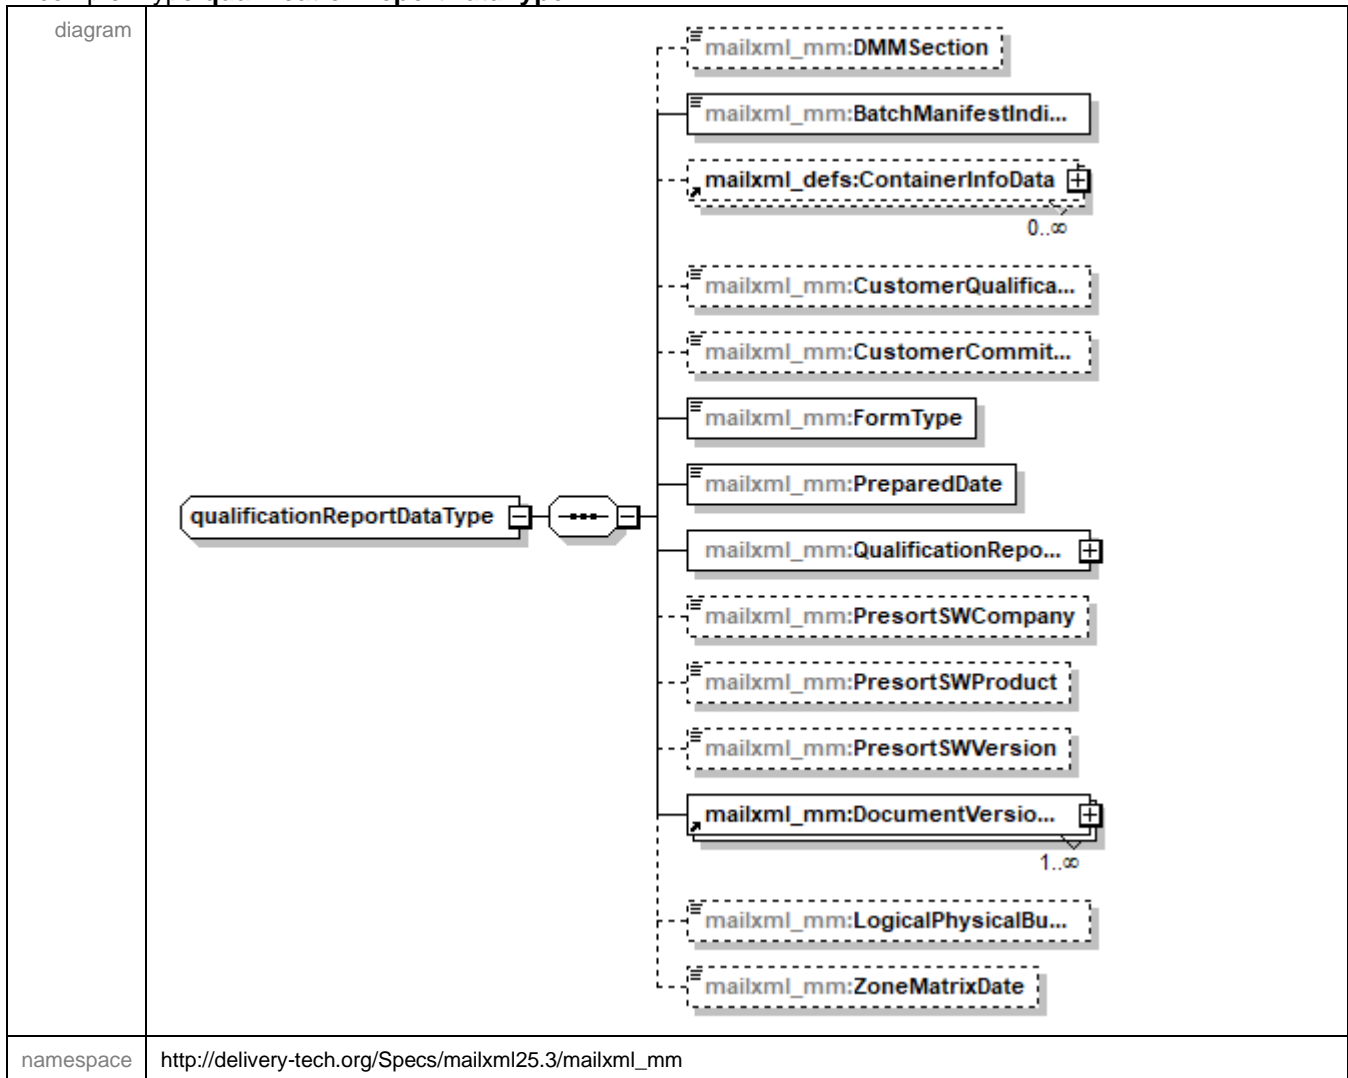 diagram
mailxml_mm:DMMSection
mailxml_mm:BatchManifestIndi...
mailxml_defs:ContainerInfoData
0..∞
mailxml_mm:CustomerQualifica...
mailxml_mm:CustomerCommit...
mailxml_mm:FormType
mailxml_mm:PreparedDate
qualificationReportDataType
mailxml_mm:QualificationRepo...
mailxml_mm:PresortSWCompany
mailxml_mm:PresortSWProduct
mailxml_mm:PresortSWVersion
mailxml_mm:DocumentVersio...
1..∞
mailxml_mm:LogicalPhysicalBu...
mailxml_mm:ZoneMatrixDate
namespace http://delivery-tech.org/Specs/mailxml25.3/mailxml_mm